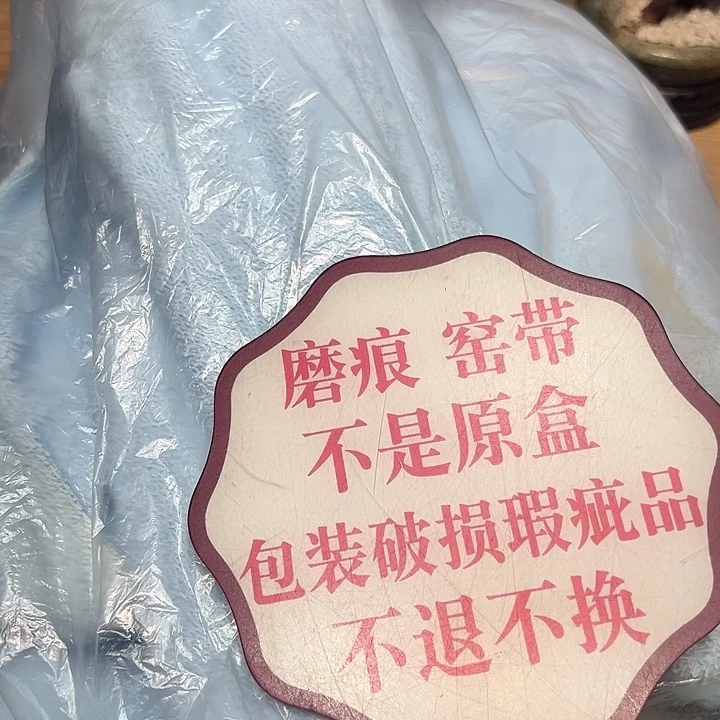 磨痕 窑带
不是原盒
包装破损瑕疵品
不退不换